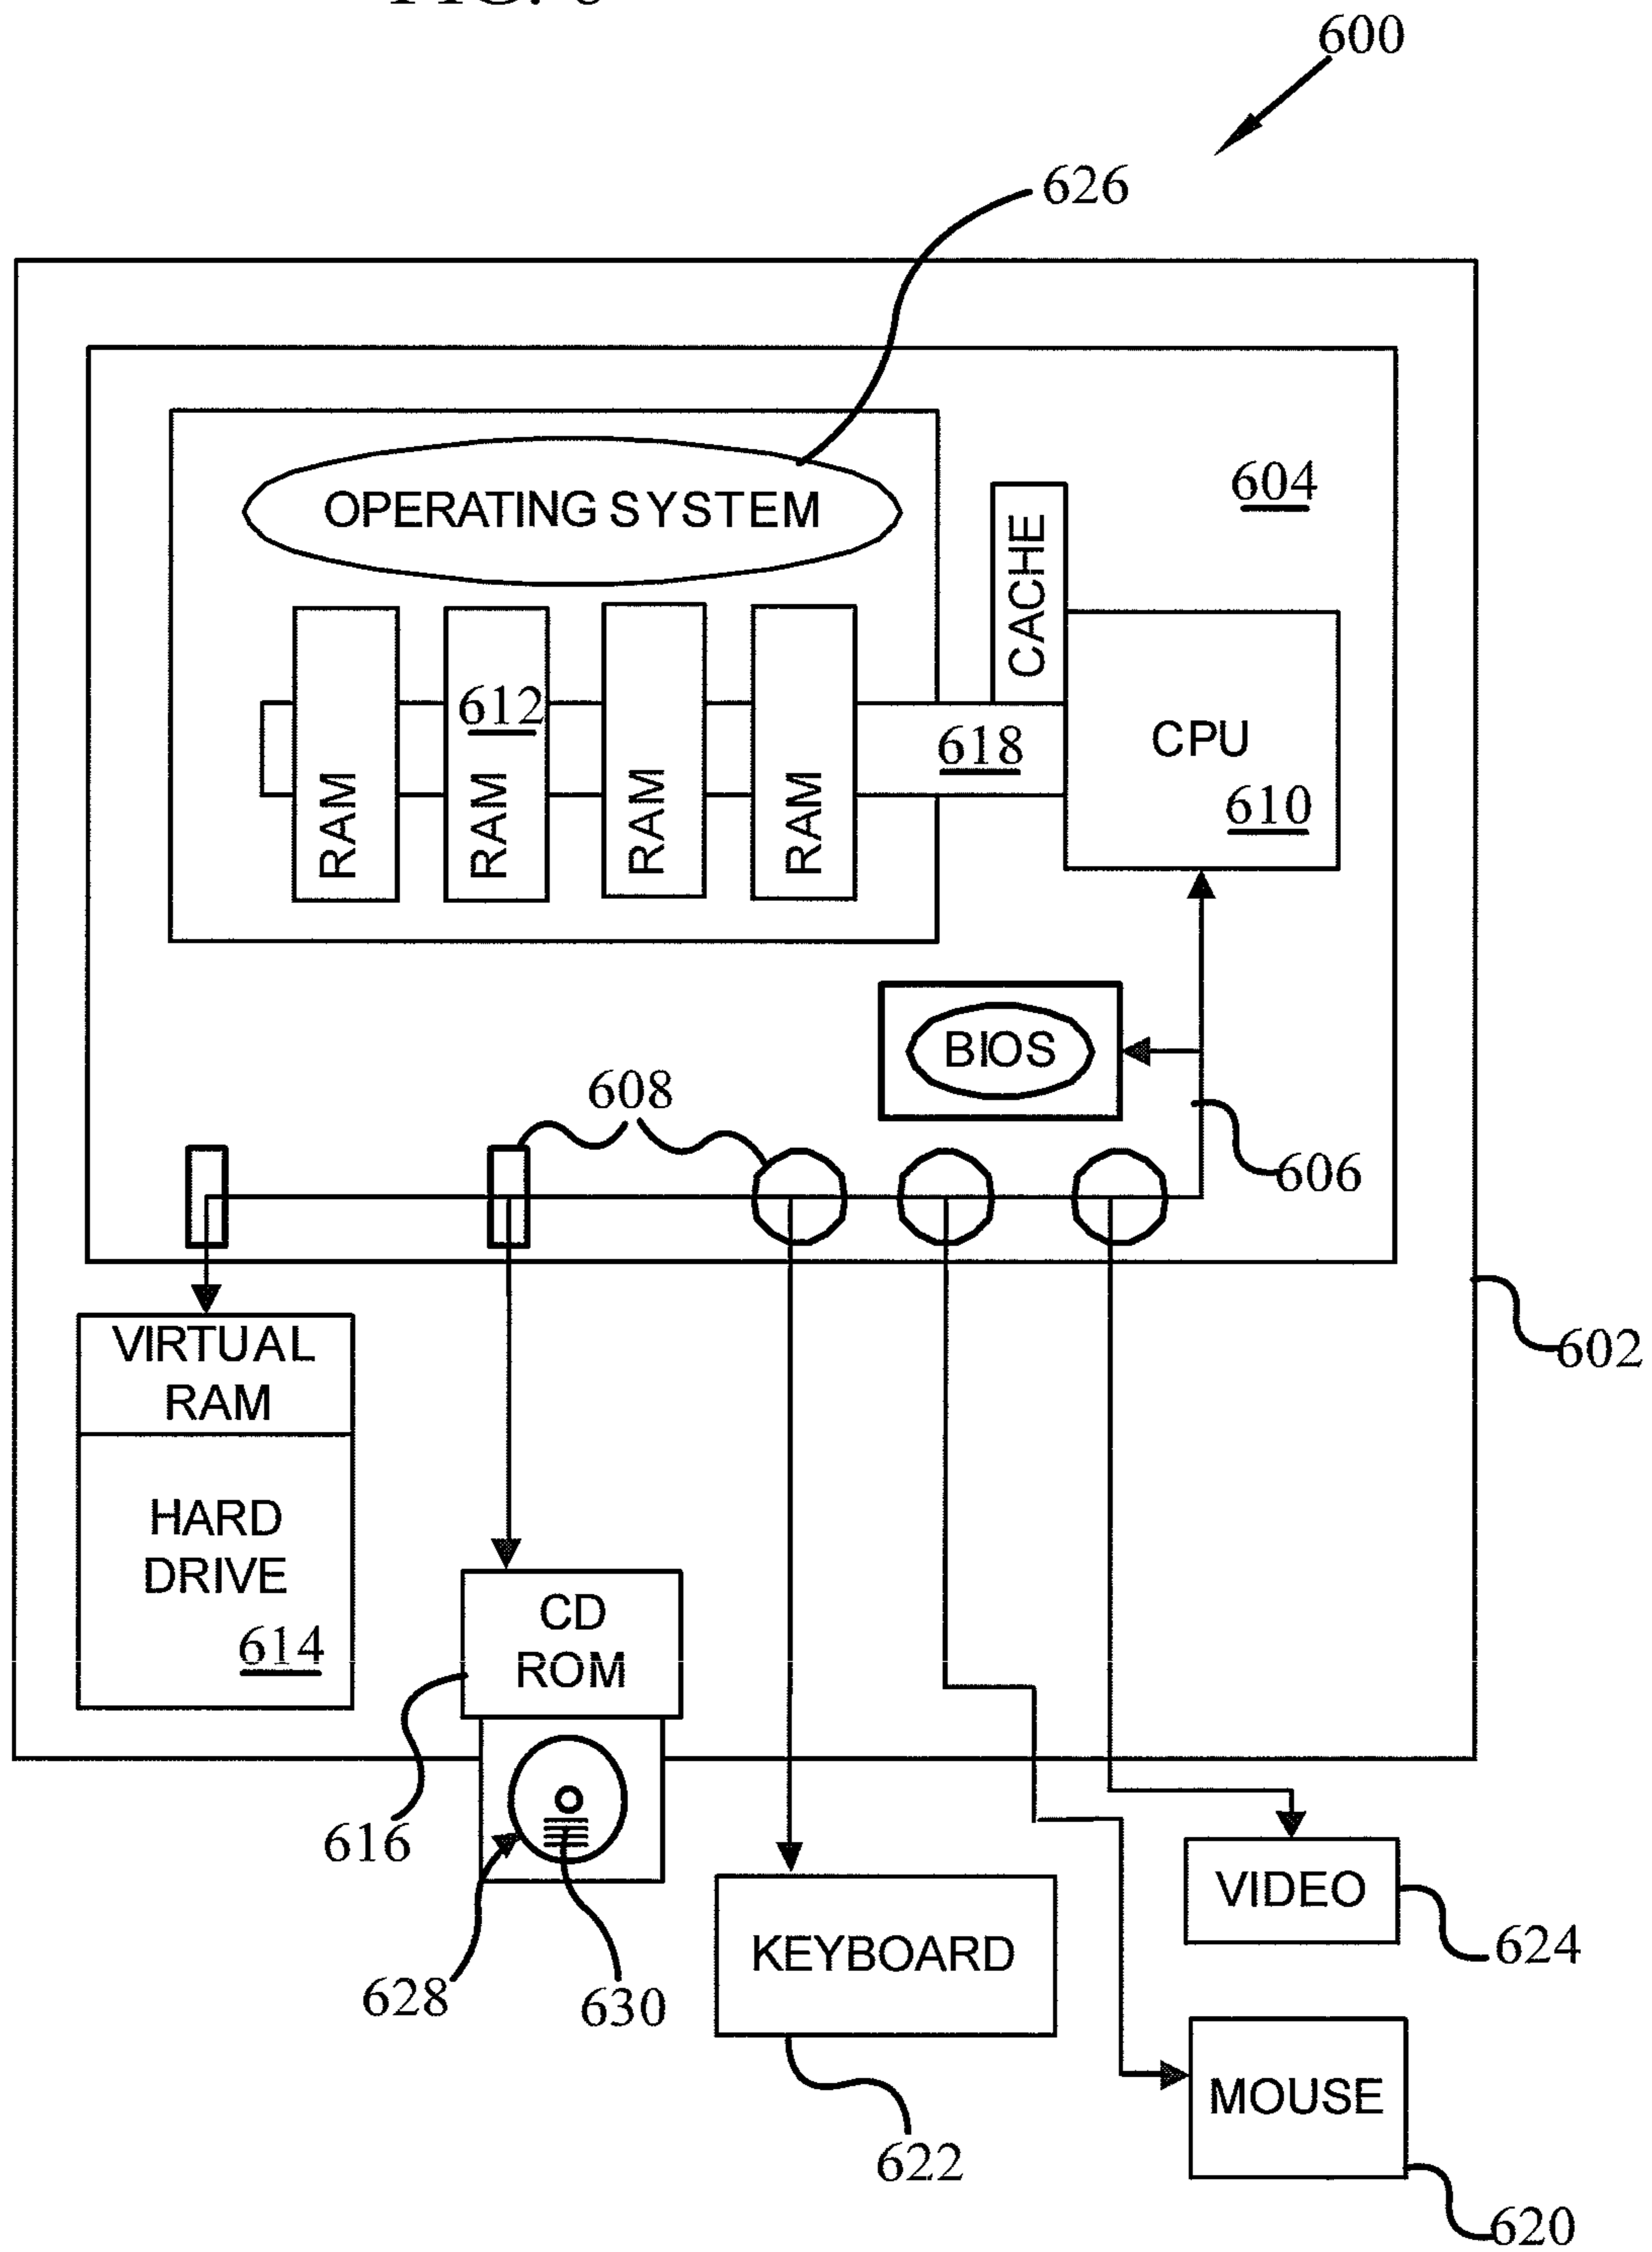 600
626
OPERATING SYSTEM
604
CACHE
612
618
CPU
610
RAM
RAM
RAM
RAM
BIOS
608
606
602
VIRTUAL
RAM
HARD
DRIVE
614
CD
ROM
616
628
630
KEYBOARD
622
VIDEO
624
MOUSE
620